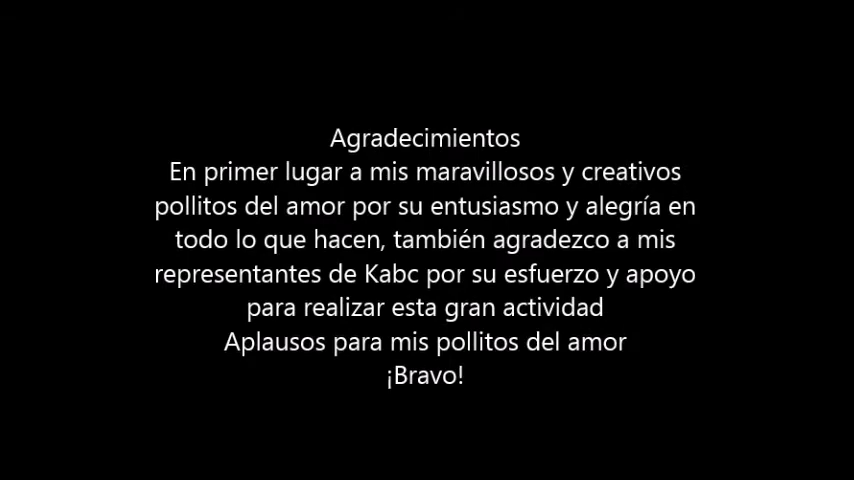 Agradecimientos
En primer lugar a mis maravillosos y creativos
pollitos del amor por su entusiasmo y alegría en
todo lo que hacen, también agradezco a mis
representantes de Kabc por su esfuerzo y apoyo
para realizar esta gran actividad
Aplausos para mis pollitos del amor
¡Bravo!